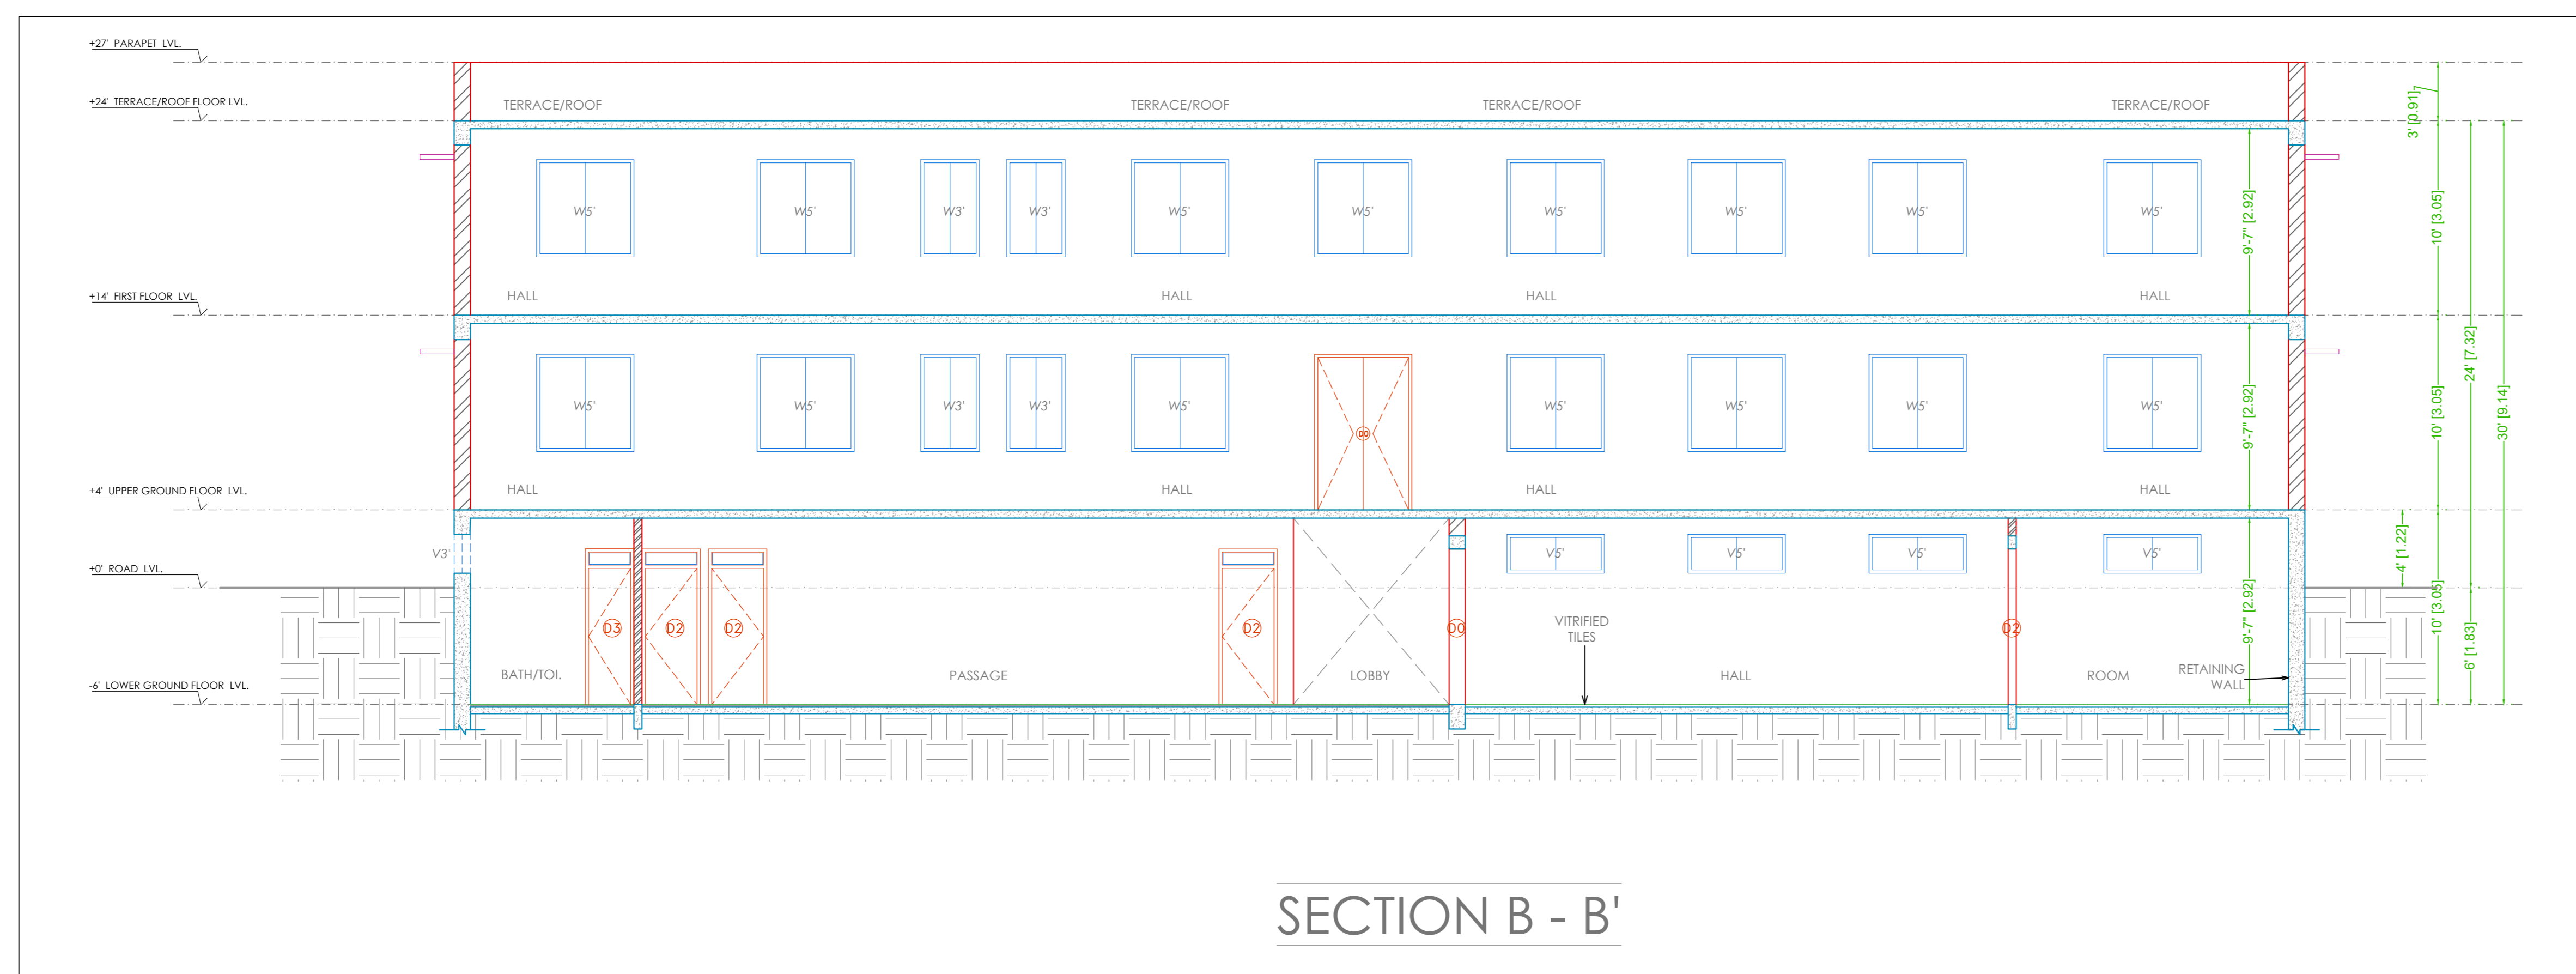 +27' PARAPET LVL.
+24' TERRACE/ROOF FLOOR LVL.
TERRACE/ROOF TERRACE/ROOF TERRACE/ROOF TERRACE/ROOF
3' [0.91]
W5' W5' W3' W3' W5' W5' W5' W5' W5' W5'
9'-7" [2.92]
10' [3.05]
+14' FIRST FLOOR LVL.
HALL HALL HALL HALL
W5' W5' W3' W3' W5' D0 W5' W5' W5' W5'
9'-7" [2.92]
10' [3.05]
24' [7.32]
30' [9.14]
+4' UPPER GROUND FLOOR LVL.
HALL HALL HALL HALL
V3' V5' V5' V5' V5'
4' [1.22]
+0' ROAD LVL.
D3 D2 D2 D2 D0 D2
VITRIFIED
TILES
9'-7" [2.92]
10' [3.05]
6' [1.83]
-6' LOWER GROUND FLOOR LVL.
BATH/TOI. PASSAGE LOBBY HALL ROOM
RETAINING
WALL
SECTION B - B'